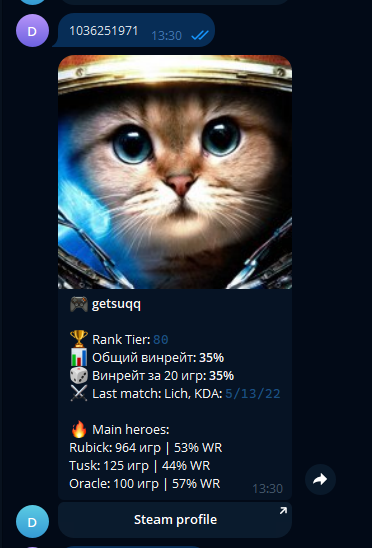 D
1036251971 13:30
🎮 getsuqq
🏆 Rank Tier: 80
📊 Общий винрейт: 35%
🎲 Винрейт за 20 игр: 35%
⚔️ Last match: Lich, KDA: 5/13/22
🔥 Main heroes:
Rubick: 964 игр | 53% WR
Tusk: 125 игр | 44% WR
Oracle: 100 игр | 57% WR
13:30
D
Steam profile